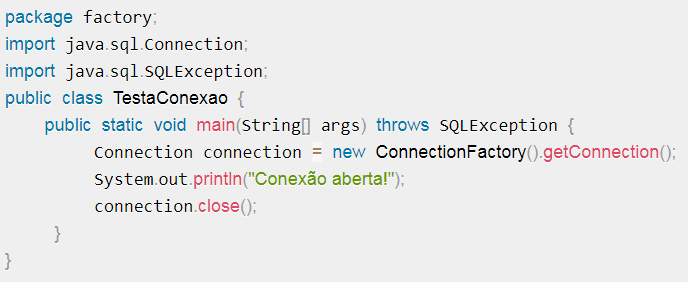 package factory;
import java.sql.Connection;
import java.sql.SQLException;
public class TestaConexao {
public static void main(String[] args) throws SQLException {
Connection connection = new ConnectionFactory().getConnection();
System.out.println("Conexão aberta!");
connection.close();
}
}